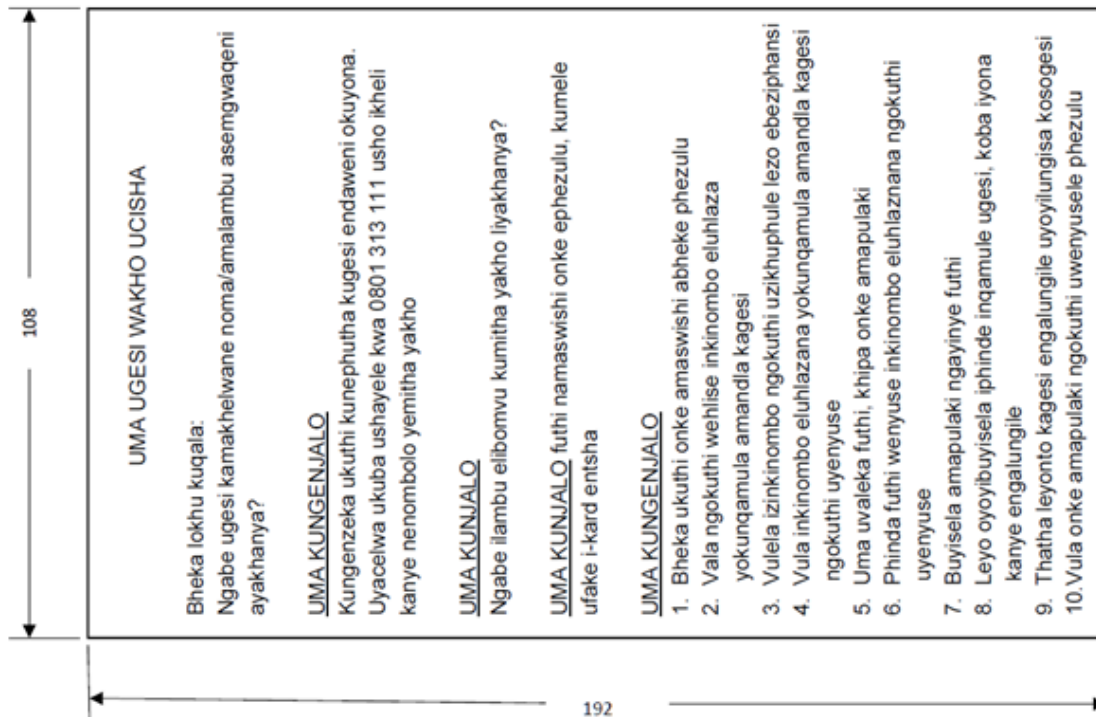 UMA UGESI WAKHO UCISHA
Bheka lokhu kuqala:
Ngabe ugesi kamakhelwane noma/amalambu asemgwaqeni
ayakhanya?
UMA KUNGENJALO
Kungenzeka ukuthi kunephutha kugesi endaweni okuyona.
Uyacelwa ukuba ushayele kwa 0801 313 111 usho ikheli
kanye nenombolo yemitha yakho
UMA KUNJALO
Ngabe ilambu elibomvu kumitha yakho liyakhanya?
UMA KUNJALO futhi namaswishi onke ephezulu, kumele
ufake i-kard entsha
UMA KUNGENJALO
1. Bheka ukuthi onke amaswishi abheke phezulu
2. Vala ngokuthi wehlise inkinombo eluhlaza
yokunqamula amandla kagesi
3. Vulela izinkinombo ngokuthi uzikhuphule lezo ebeziphansi
4. Vula inkinombo eluhlazana yokunqamula amandla kagesi
ngokuthi uyenyuse
5. Uma uvaleka futhi, khipa onke amapulaki
6. Phinda futhi wenyuse inkinombo eluhlaznana ngokuthi
uyenyuse
7. Buyisela amapulaki ngayinye futhi
8. Leyo oyoyibuyisela iphinde inqamule ugesi, koba iyona
kanye engalungile
9. Thatha leyonto kagesi engalungile uyoyilungisa kosogesi
10. Vula onke amapulaki ngokuthi uwenyusele phezulu
108
192